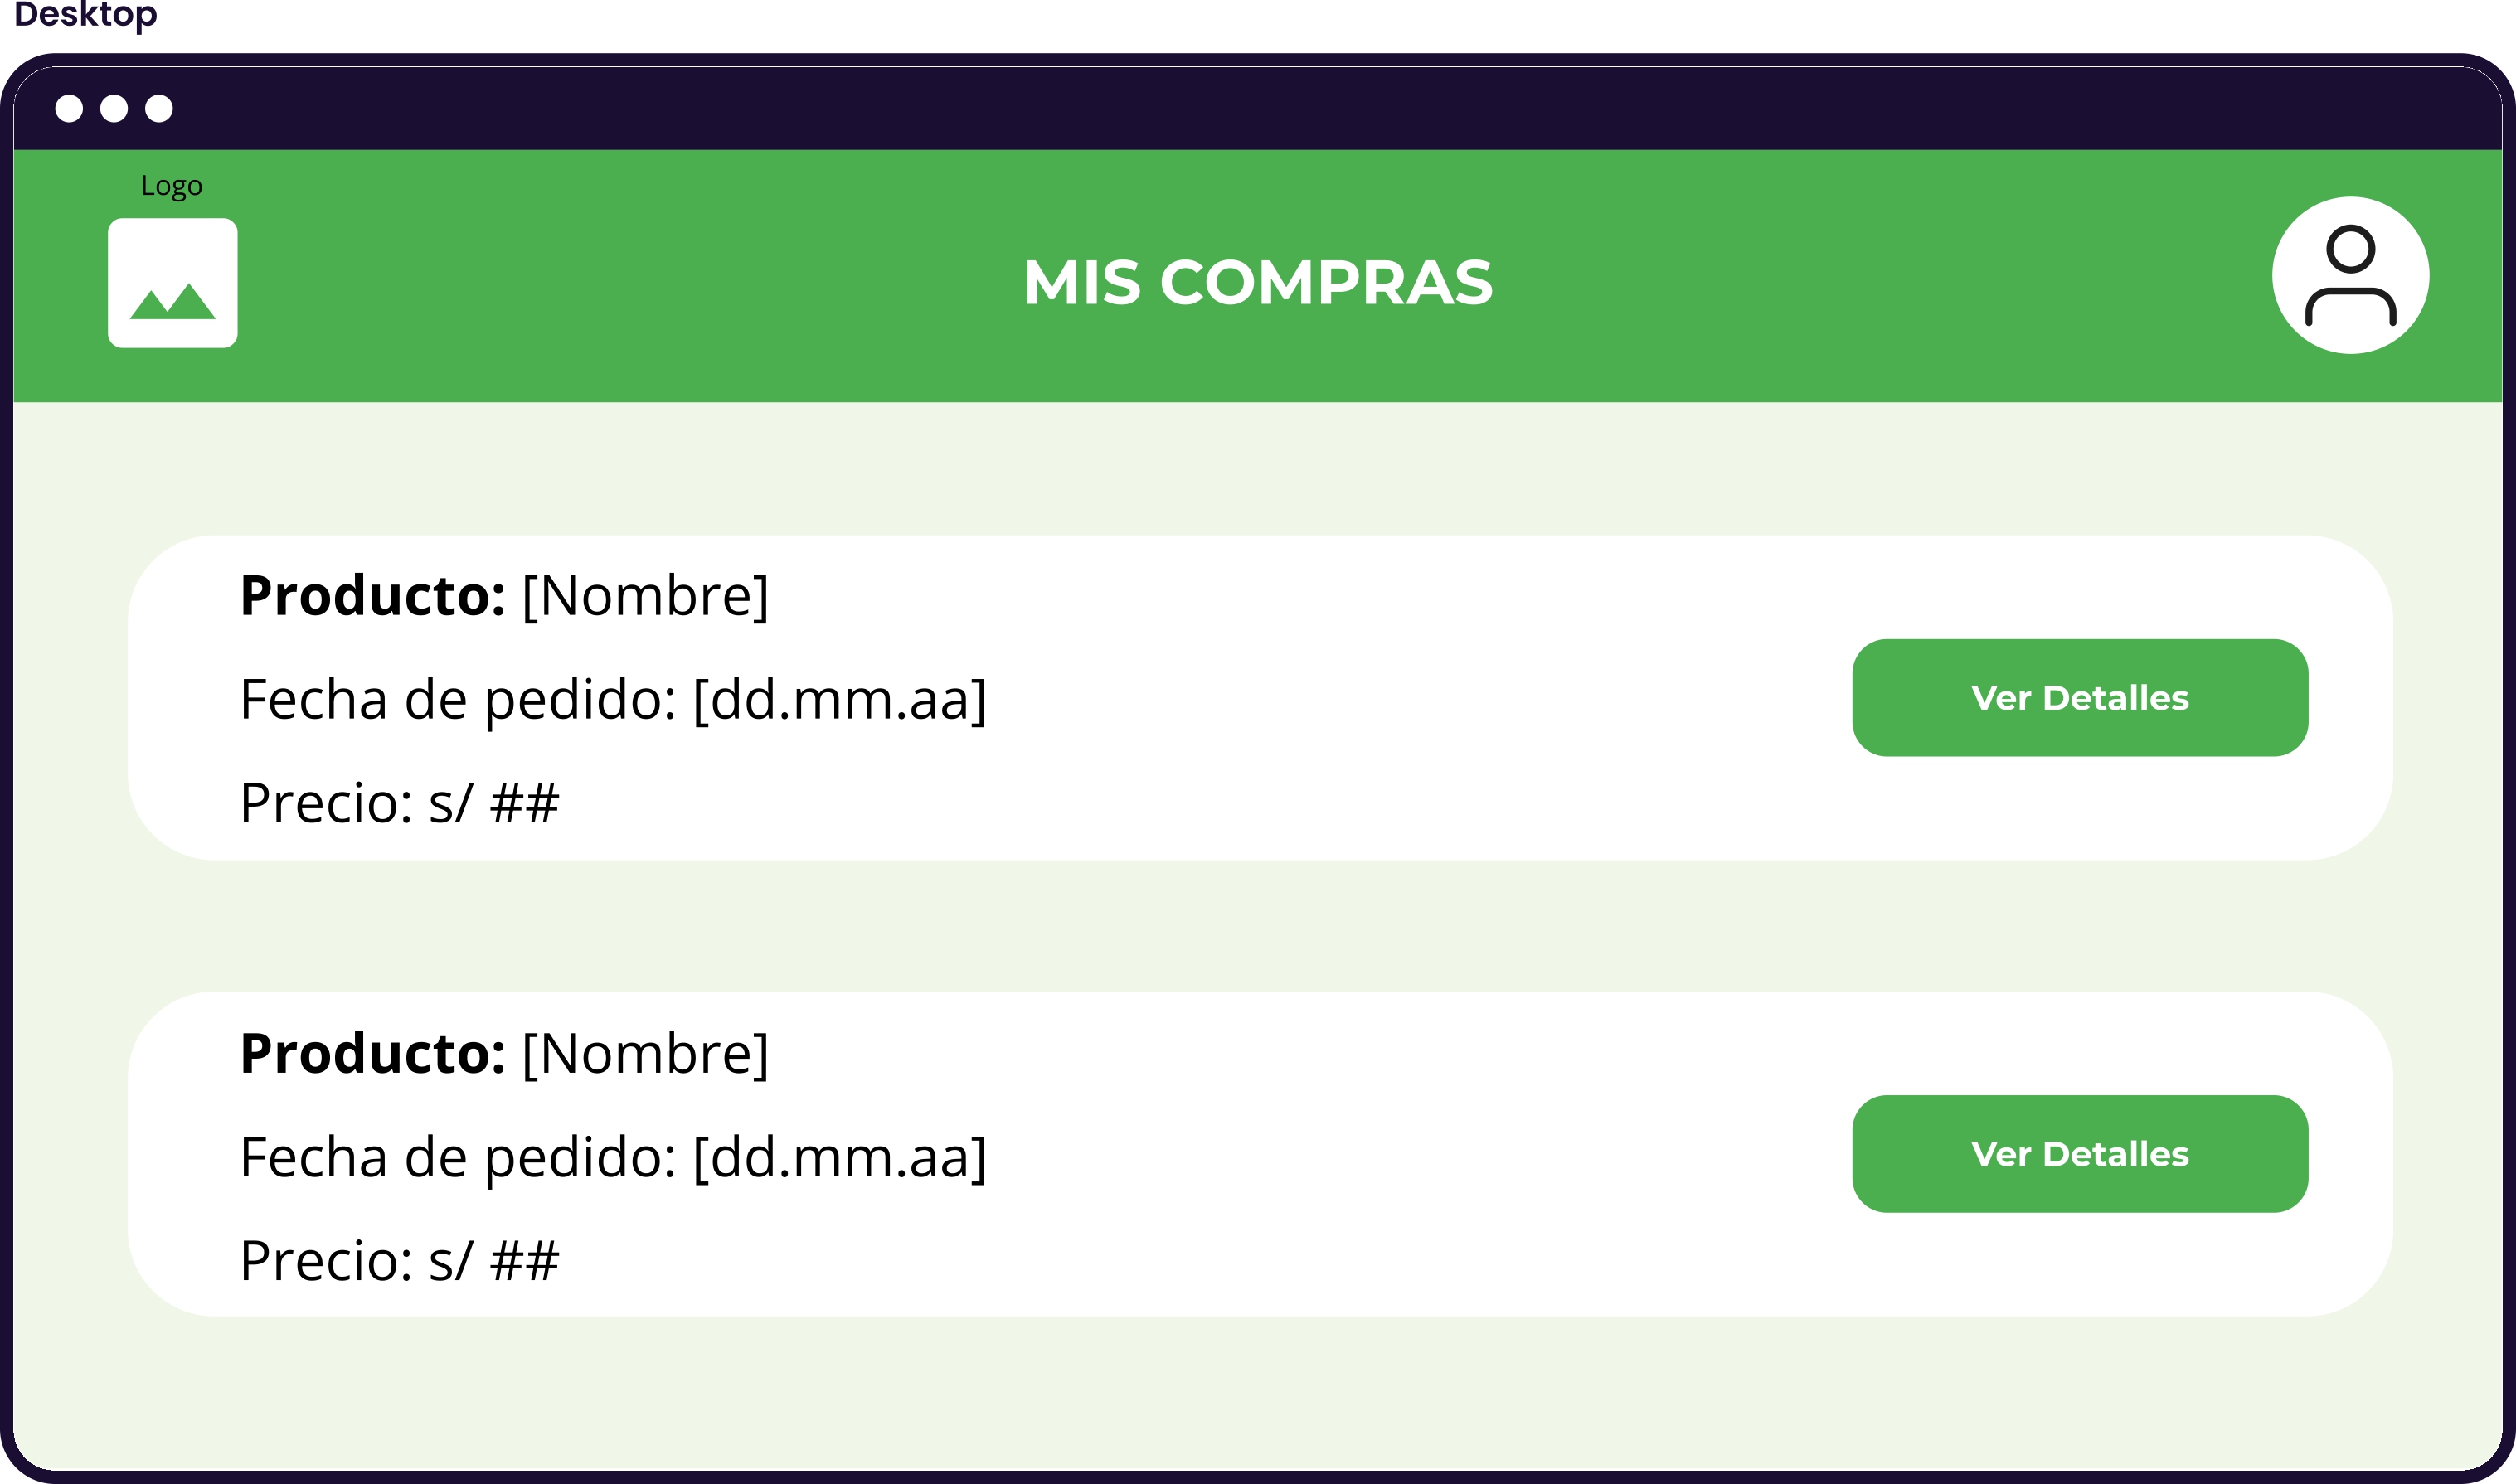 Desktop
Logo
MIS COMPRAS
Producto: [Nombre]
Fecha de pedido: [dd.mm.aa]
Precio: s/ ##
Ver Detalles
Producto: [Nombre]
Fecha de pedido: [dd.mm.aa]
Precio: s/ ##
Ver Detalles